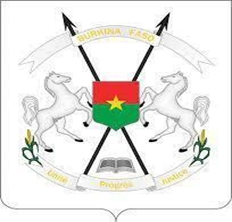 BURKINA FASO
Unité Progrès Justice